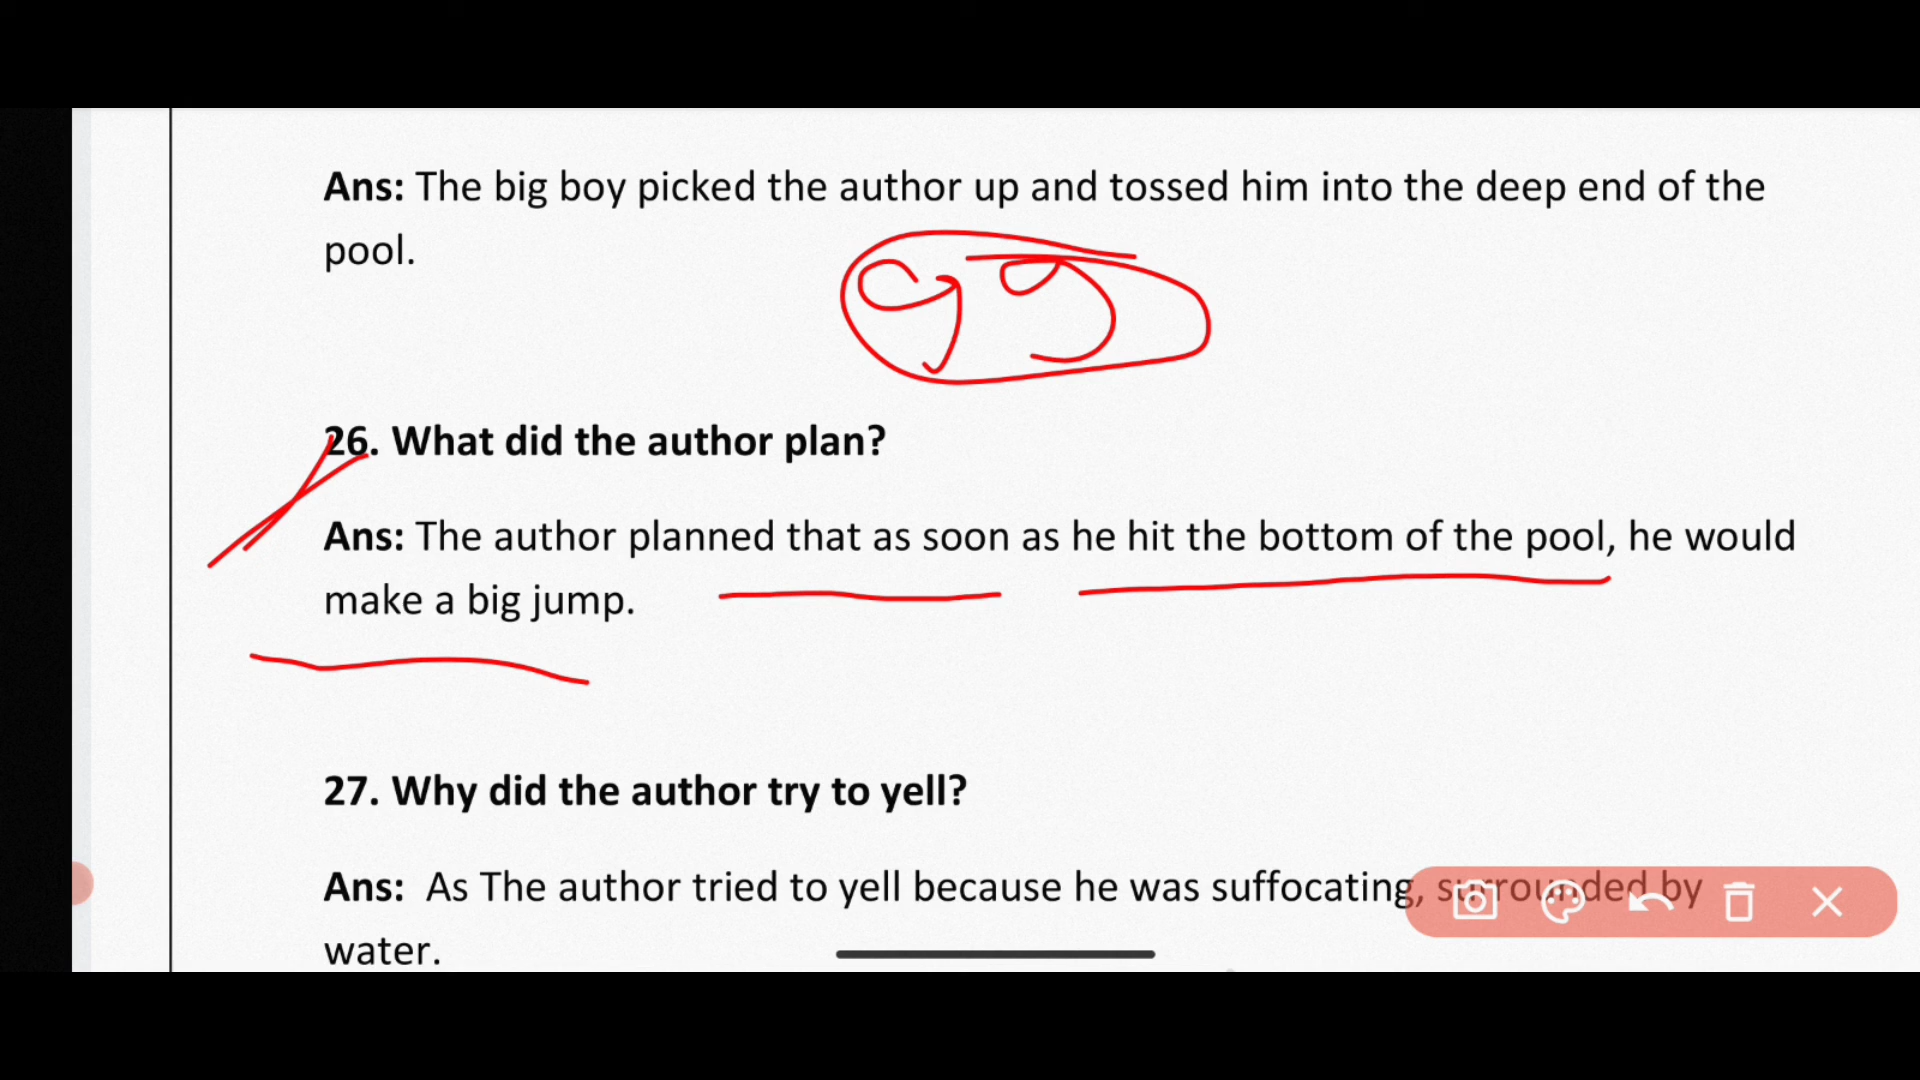 Ans: The big boy picked the author up and tossed him into the deep end of the
pool.
26. What did the author plan?
Ans: The author planned that as soon as he hit the bottom of the pool, he would
make a big jump.
27. Why did the author try to yell?
Ans: As The author tried to yell because he was suffocating, surrounded by
water.